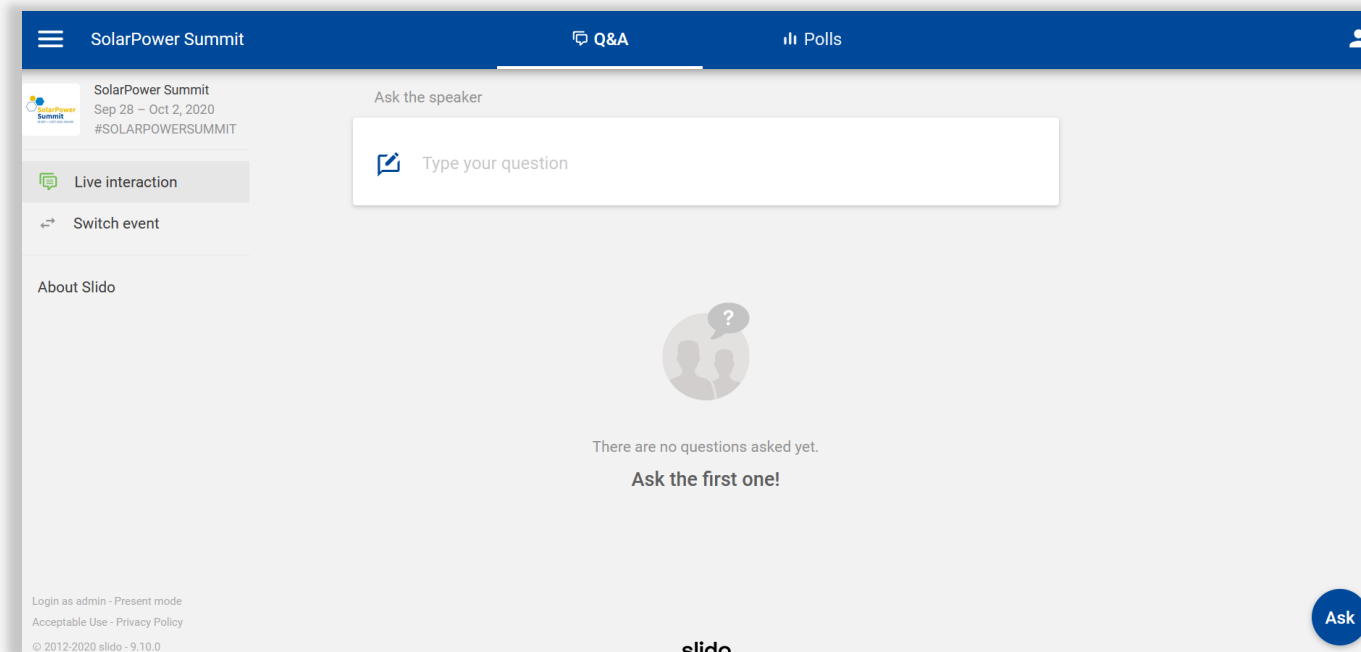 SolarPower Summit
Q&A
Polls
SolarPower
Summit
SolarPower Summit
Sep 28 – Oct 2, 2020
#SOLARPOWERSUMMIT
Live interaction
Switch event
About Slido
Ask the speaker
Type your question
?
There are no questions asked yet.
Ask the first one!
Login as admin - Present mode
Acceptable Use - Privacy Policy
© 2012-2020 slido - 9.10.0
slido
Ask